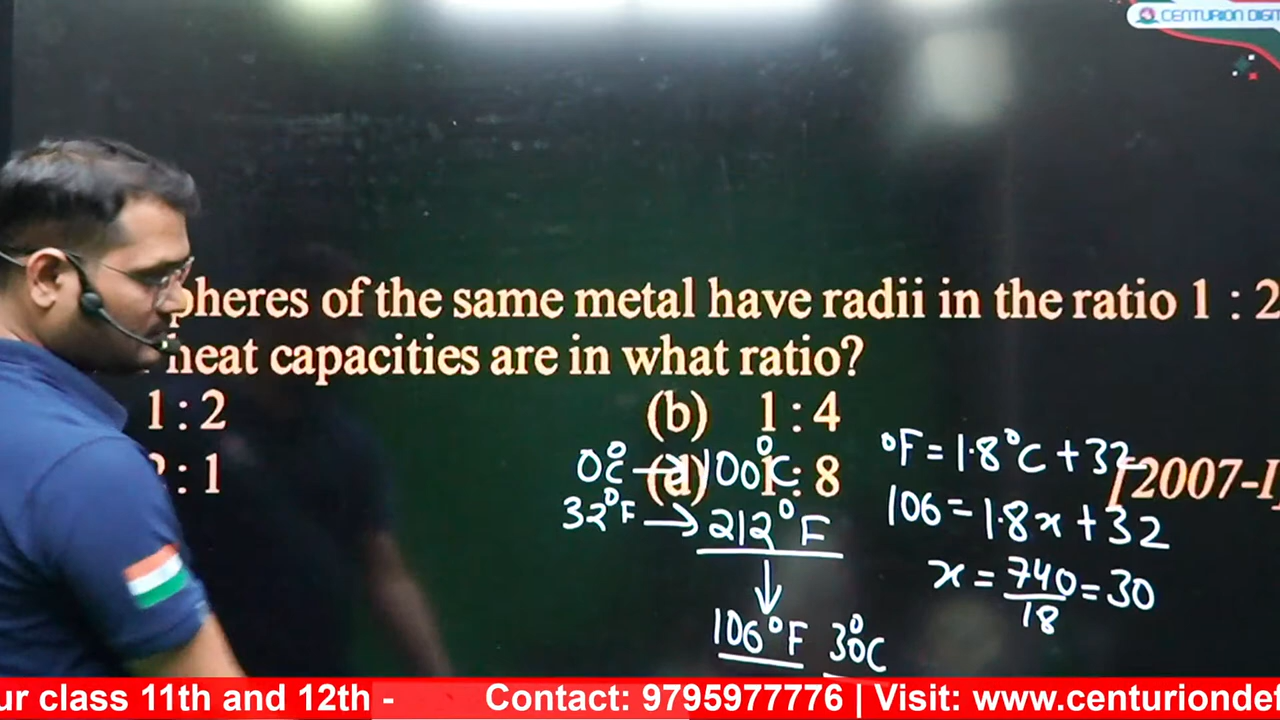 CENTURION DIGI
pheres of the same metal have radii in the ratio 1 : 2
heat capacities are in what ratio?
1 : 2 (b) 1 : 4
: 1 (d) 1 : 8 [2007-I]
0°C → 100°C
32°F → 212°F
106°F 30°C
°F = 1.8°C + 32
106 = 1.8x + 32
x = 740/18 = 30
ur class 11th and 12th - Contact: 9795977776 | Visit: www.centuriondef